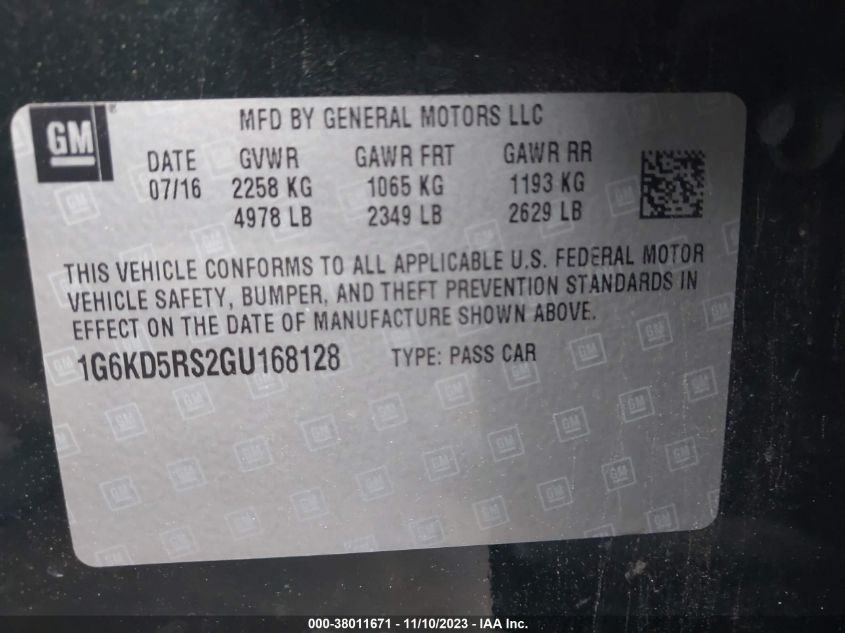 GM ®
MFD BY GENERAL MOTORS LLC
DATE GVWR GAWR FRT GAWR RR
07/16 2258 KG 1065 KG 1193 KG
4978 LB 2349 LB 2629 LB
THIS VEHICLE CONFORMS TO ALL APPLICABLE U.S. FEDERAL MOTOR
VEHICLE SAFETY, BUMPER, AND THEFT PREVENTION STANDARDS IN
EFFECT ON THE DATE OF MANUFACTURE SHOWN ABOVE.
1G6KD5RS2GU168128 TYPE: PASS CAR
000-38011671 - 11/10/2023 - IAA Inc.